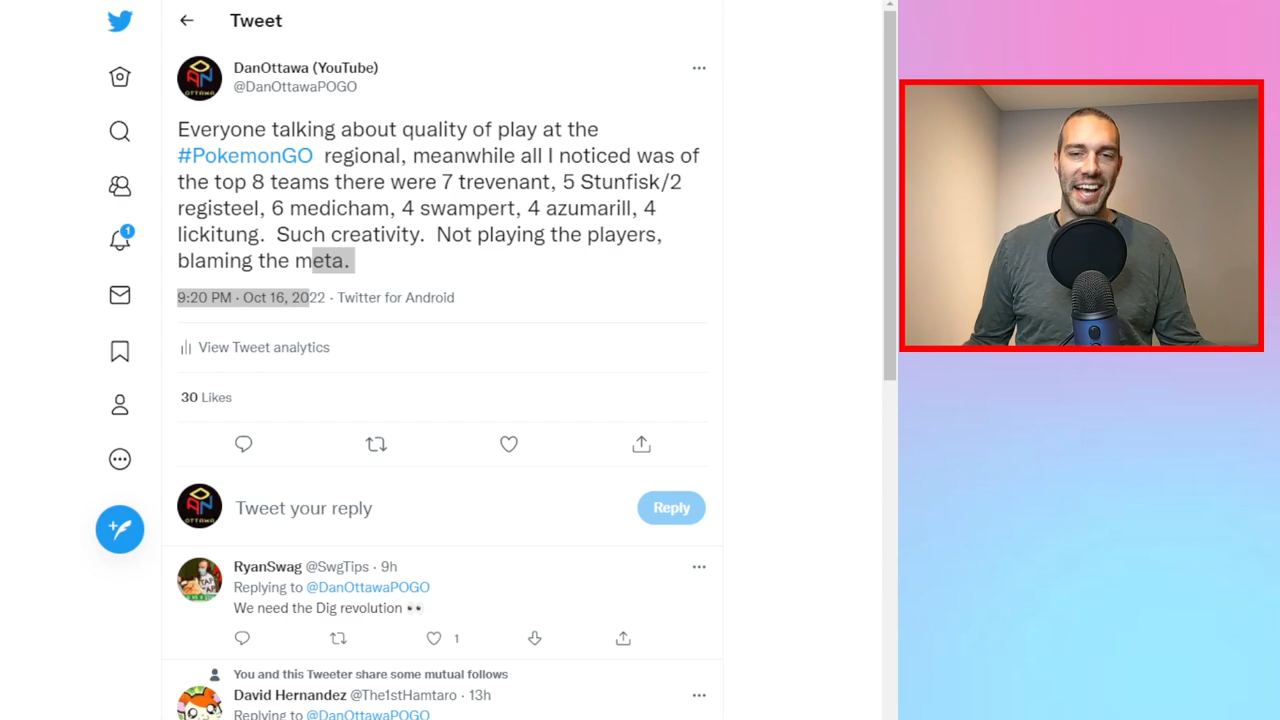 Tweet
DanOttawa (YouTube)
@DanOttawaPOGO
Everyone talking about quality of play at the
#PokemonGO regional, meanwhile all I noticed was of
the top 8 teams there were 7 trevenant, 5 Stunfisk/2
registeel, 6 medicham, 4 swampert, 4 azumarill, 4
lickitung. Such creativity. Not playing the players,
blaming the meta.
9:20 PM · Oct 16, 2022 · Twitter for Android
View Tweet analytics
30 Likes
Tweet your reply
Reply
RyanSwag @SwgTips · 9h
Replying to @DanOttawaPOGO
We need the Dig revolution 👀
1
You and this Tweeter share some mutual follows
David Hernandez @The1stHamtaro · 13h
Replying to @DanOttawaPOGO
1
OTTAWA
OTTAWA